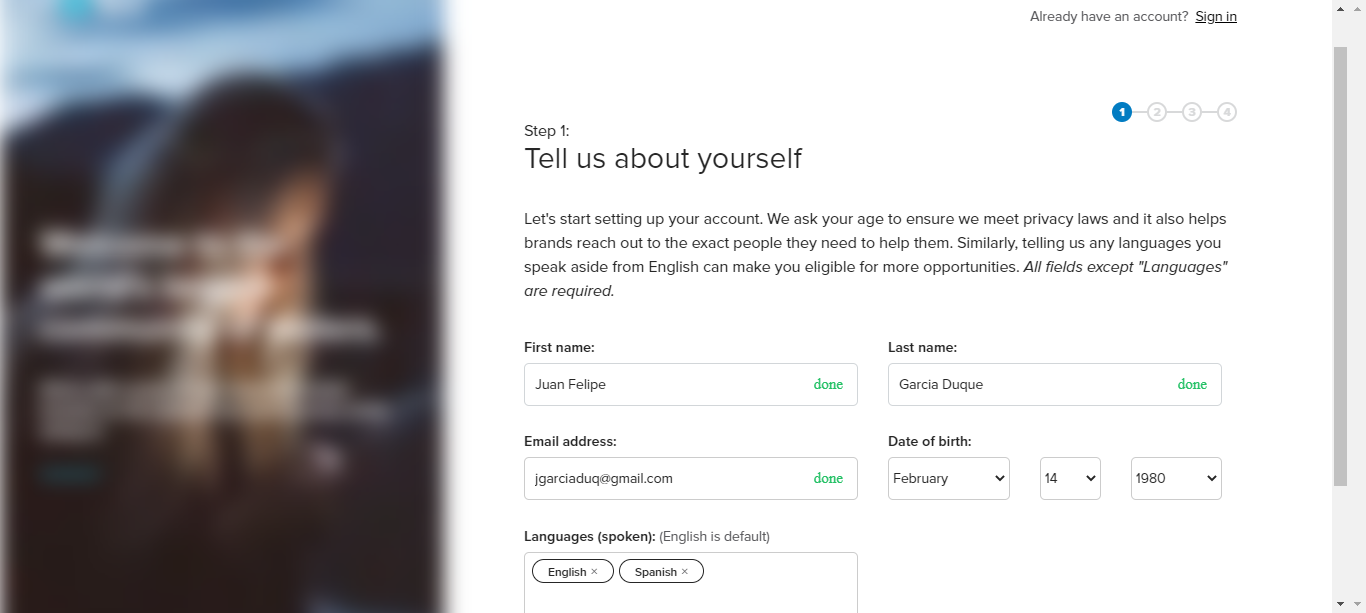 Already have an account? Sign in
1 2 3 4
Step 1:
Tell us about yourself
Let's start setting up your account. We ask your age to ensure we meet privacy laws and it also helps
brands reach out to the exact people they need to help them. Similarly, telling us any languages you
speak aside from English can make you eligible for more opportunities. All fields except "Languages"
are required.
First name: Last name:
Juan Felipe done Garcia Duque done
Email address: Date of birth:
jgarciaduq@gmail.com done February 14 1980
Languages (spoken): (English is default)
English × Spanish ×